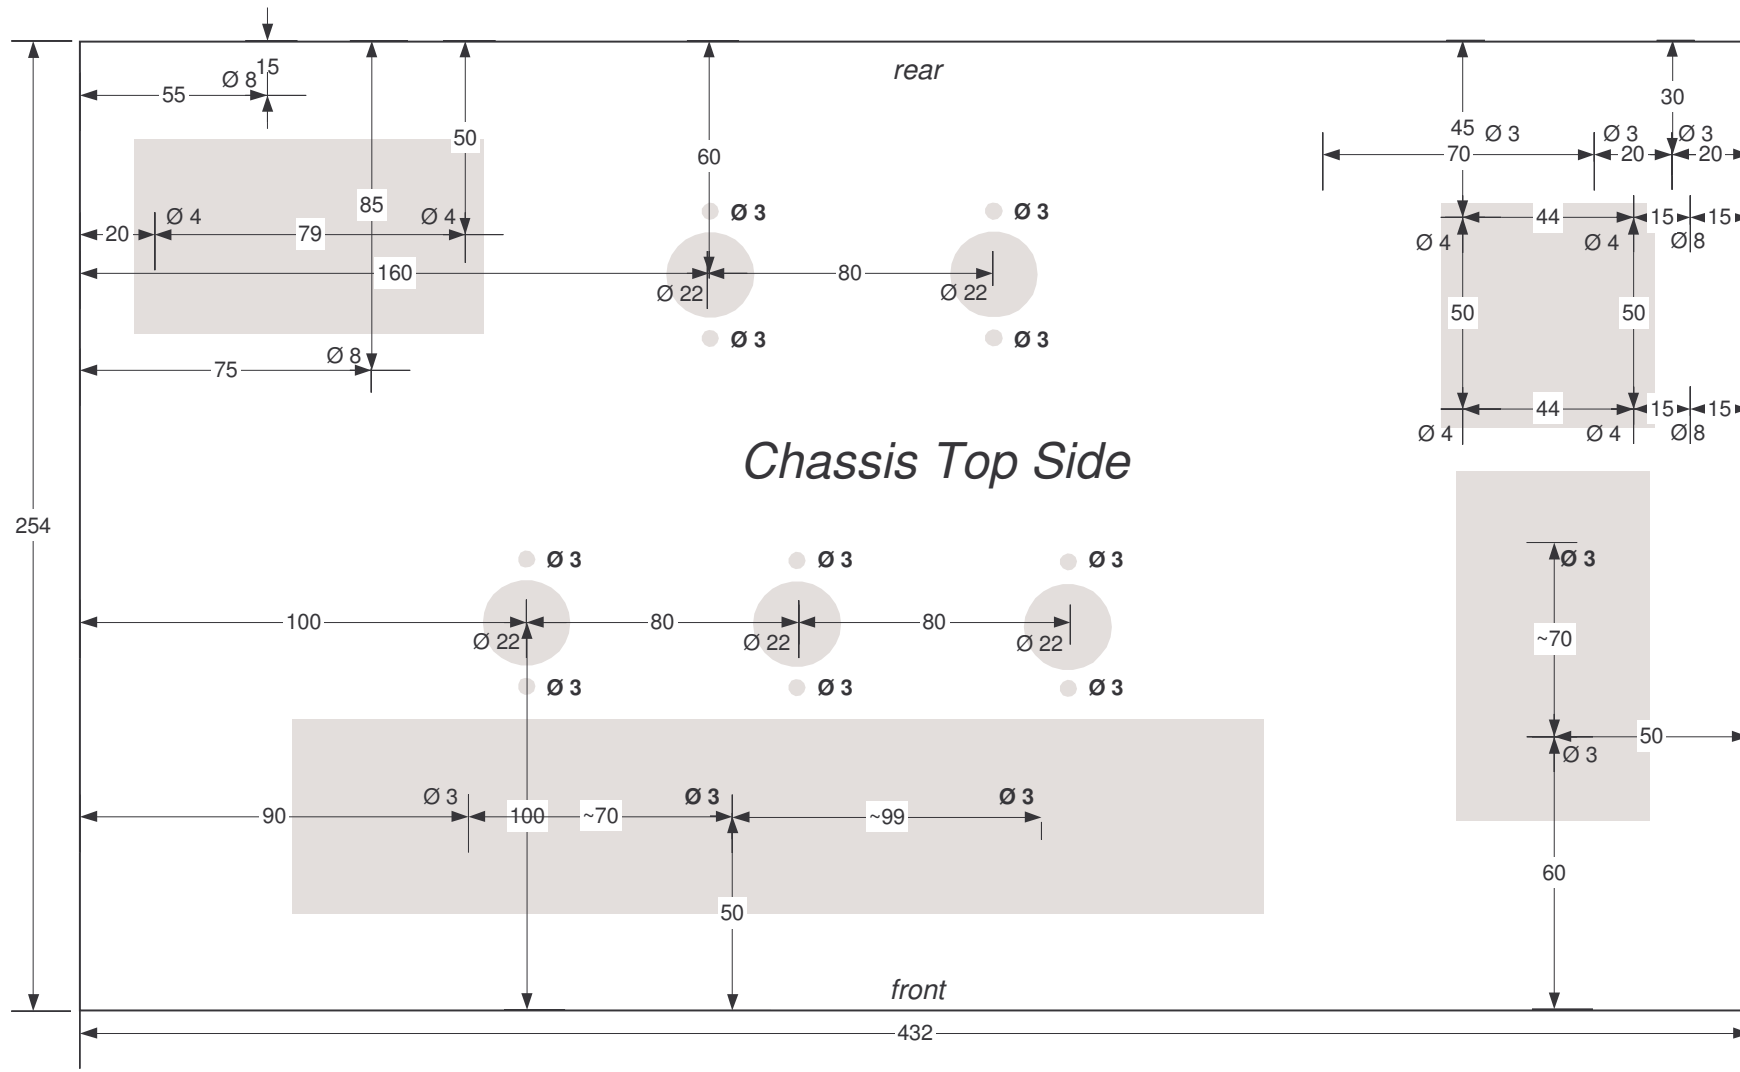 15
rear
Ø 8
55
30
45 Ø 3 Ø 3 Ø 3
50
60
70 20 20
85
Ø 3 Ø 3
Ø 4 Ø 4
20 79
44 15 15
Ø 4 Ø 4 Ø 8
160 80
Ø 22 Ø 22
50 50
Ø 3 Ø 3
Ø 8
75
44 15 15
Ø 4 Ø 4 Ø 8
Chassis Top Side
254
Ø 3 Ø 3 Ø 3
Ø 3
100 80 80
Ø 22 Ø 22 Ø 22
~70
Ø 3 Ø 3 Ø 3
50
Ø 3
Ø 3 Ø 3 Ø 3
90 100 ~70 ~99
60
50
front
432